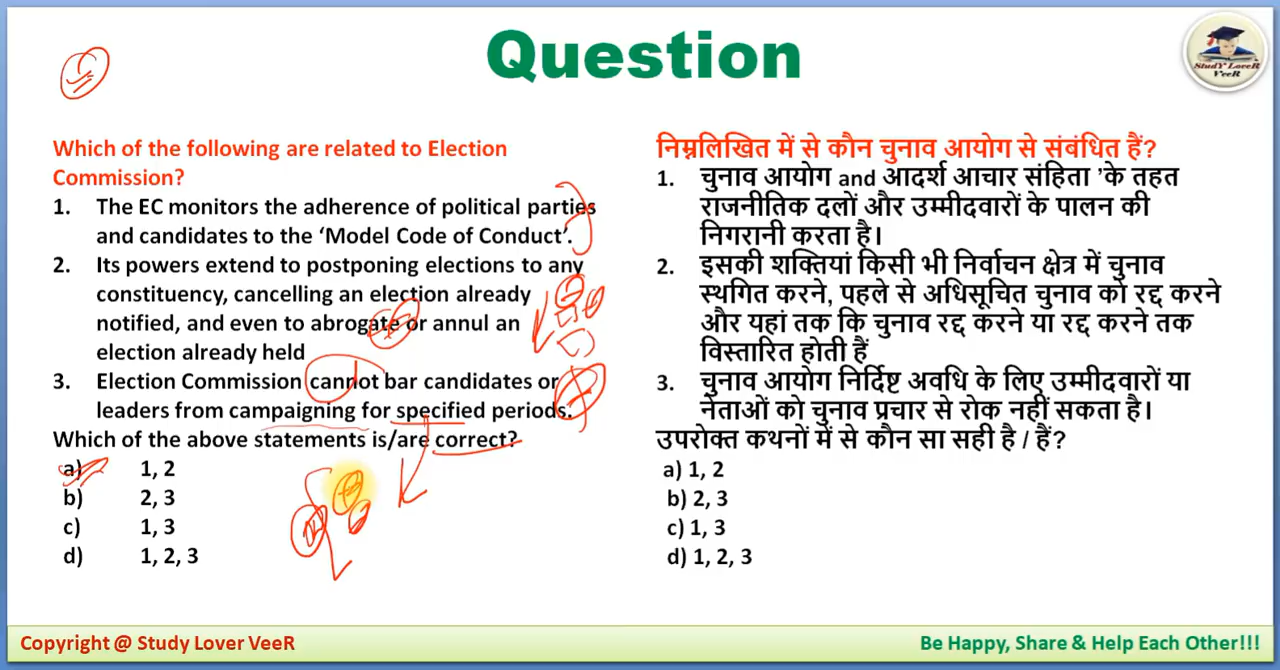 Question
StudY LoveR
VeeR
Which of the following are related to Election
Commission?
1. The EC monitors the adherence of political parties
and candidates to the ‘Model Code of Conduct’.
2. Its powers extend to postponing elections to any
constituency, cancelling an election already
notified, and even to abrogate or annul an
election already held
3. Election Commission cannot bar candidates or
leaders from campaigning for specified periods.
Which of the above statements is/are correct?
a) 1, 2
b) 2, 3
c) 1, 3
d) 1, 2, 3
निम्नलिखित में से कौन चुनाव आयोग से संबंधित हैं?
1. चुनाव आयोग and आदर्श आचार संहिता ’के तहत
राजनीतिक दलों और उम्मीदवारों के पालन की
निगरानी करता है।
2. इसकी शक्तियां किसी भी निर्वाचन क्षेत्र में चुनाव
स्थगित करने, पहले से अधिसूचित चुनाव को रद्द करने
और यहां तक कि चुनाव रद्द करने या रद्द करने तक
विस्तारित होती हैं
3. चुनाव आयोग निर्दिष्ट अवधि के लिए उम्मीदवारों या
नेताओं को चुनाव प्रचार से रोक नहीं सकता है।
उपरोक्त कथनों में से कौन सा सही है / हैं?
a) 1, 2
b) 2, 3
c) 1, 3
d) 1, 2, 3
Copyright @ Study Lover VeeR
Be Happy, Share & Help Each Other!!!